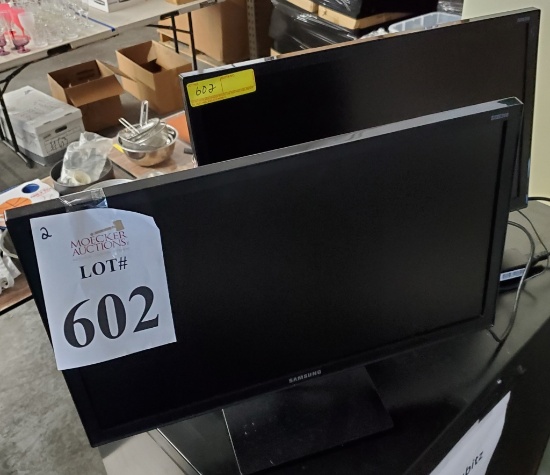 602
2
MOECKER
AUCTIONS
LOT#
602
SAMSUNG